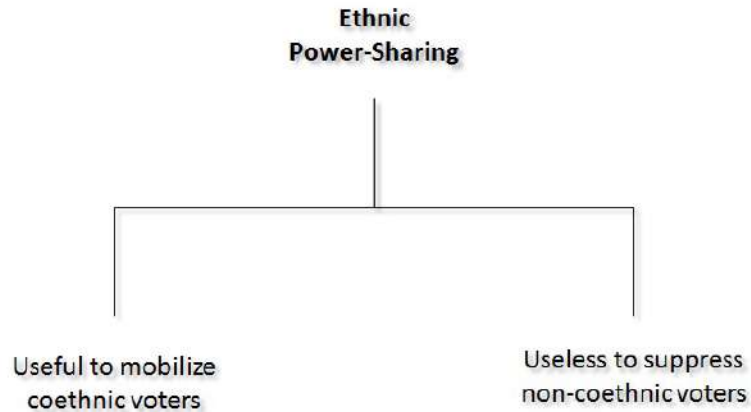 Ethnic
Power-Sharing
Useful to mobilize
coethnic voters
Useless to suppress
non-coethnic voters